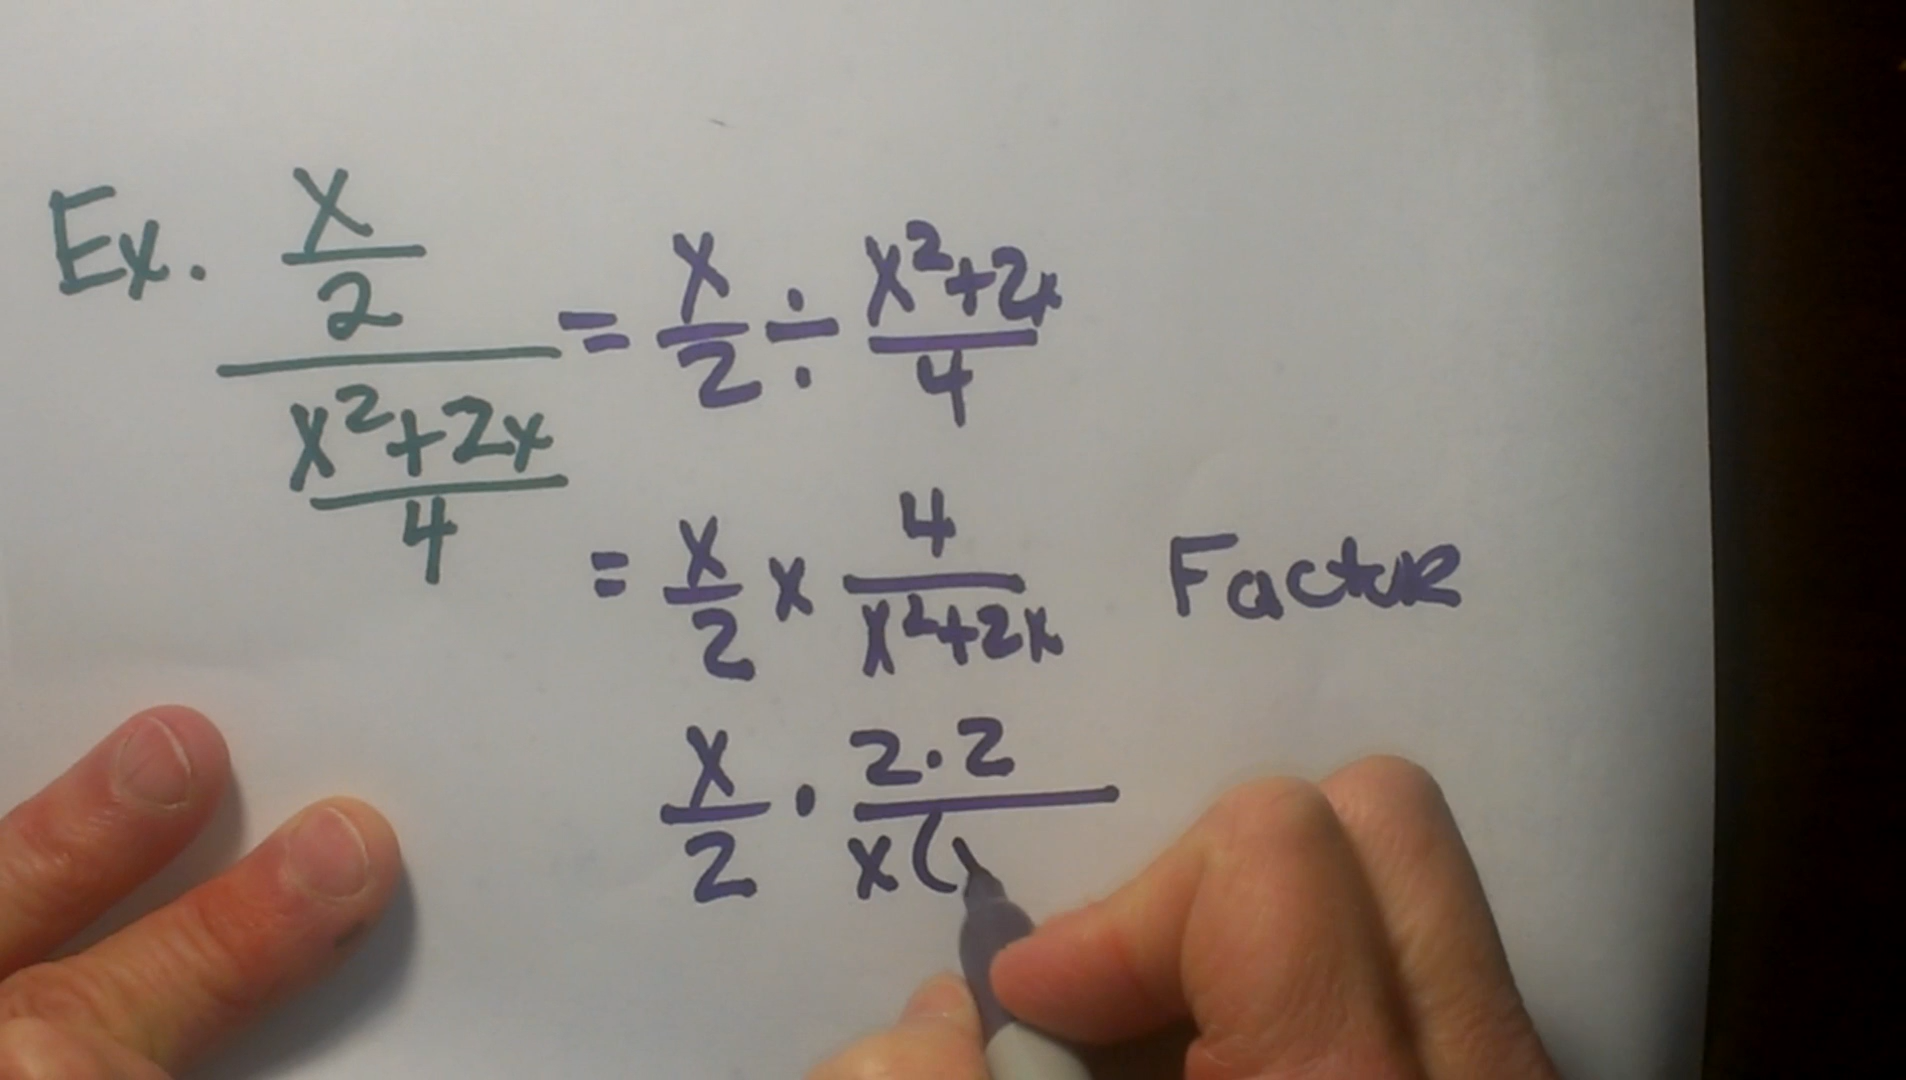 Ex. x/2 / (x²+2x)/4 = x/2 ÷ (x²+2x)/4
= x/2 x 4/(x²+2x) Factor
x/2 · 2·2/x(